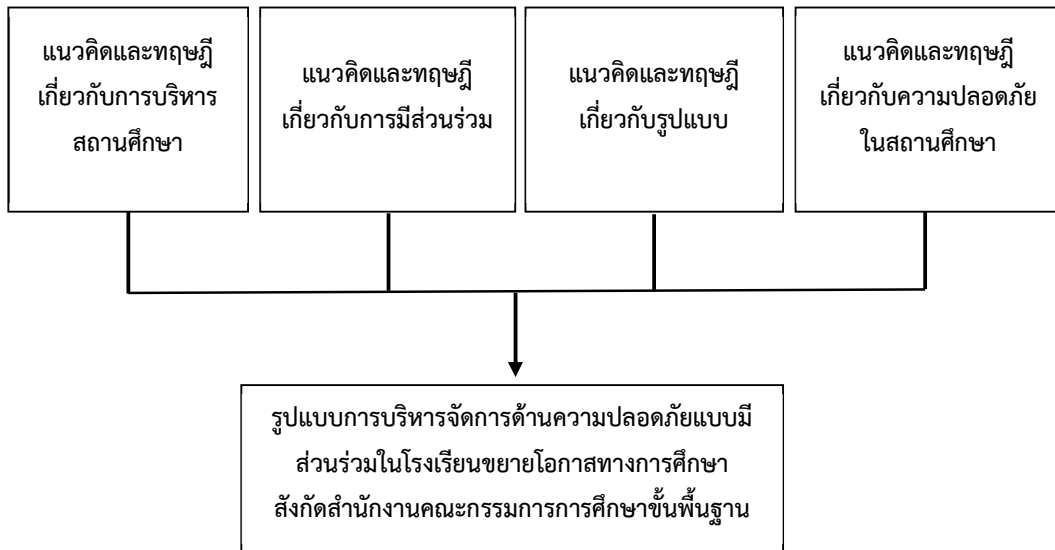 แนวคิดและทฤษฎี
เกี่ยวกับการบริหาร
สถานศึกษา
แนวคิดและทฤษฎี
เกี่ยวกับการมีส่วนร่วม
แนวคิดและทฤษฎี
เกี่ยวกับรูปแบบ
แนวคิดและทฤษฎี
เกี่ยวกับความปลอดภัย
ในสถานศึกษา
รูปแบบการบริหารจัดการด้านความปลอดภัยแบบมี
ส่วนร่วมในโรงเรียนขยายโอกาสทางการศึกษา
สังกัดสำนักงานคณะกรรมการการศึกษาขั้นพื้นฐาน